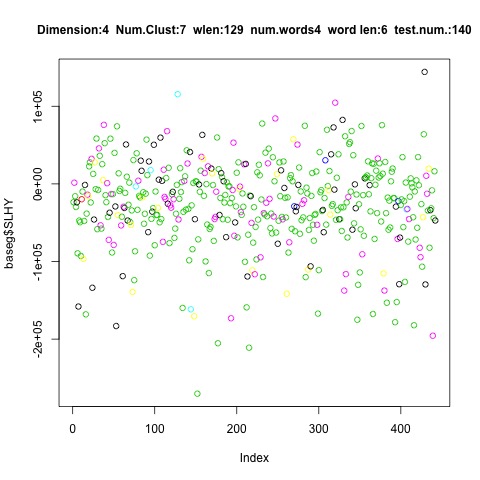 Dimension:4 Num.Clust:7 wlen:129 num.words4 word len:6 test.num.:140
baseg$SLHY
1e+05
0e+00
-1e+05
-2e+05
0 100 200 300 400
Index